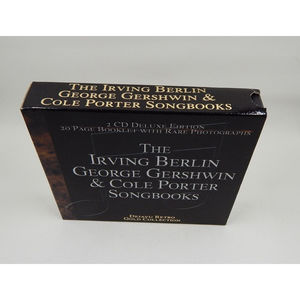 The Irving Berlin
George Gershwin &
Cole Porter Songbooks
2 CD Deluxe Edition
20 Page Booklet with Rare Photographs
The
Irving Berlin
George Gershwin
& Cole Porter
Songbooks
Dejavu Retro
Gold Collection